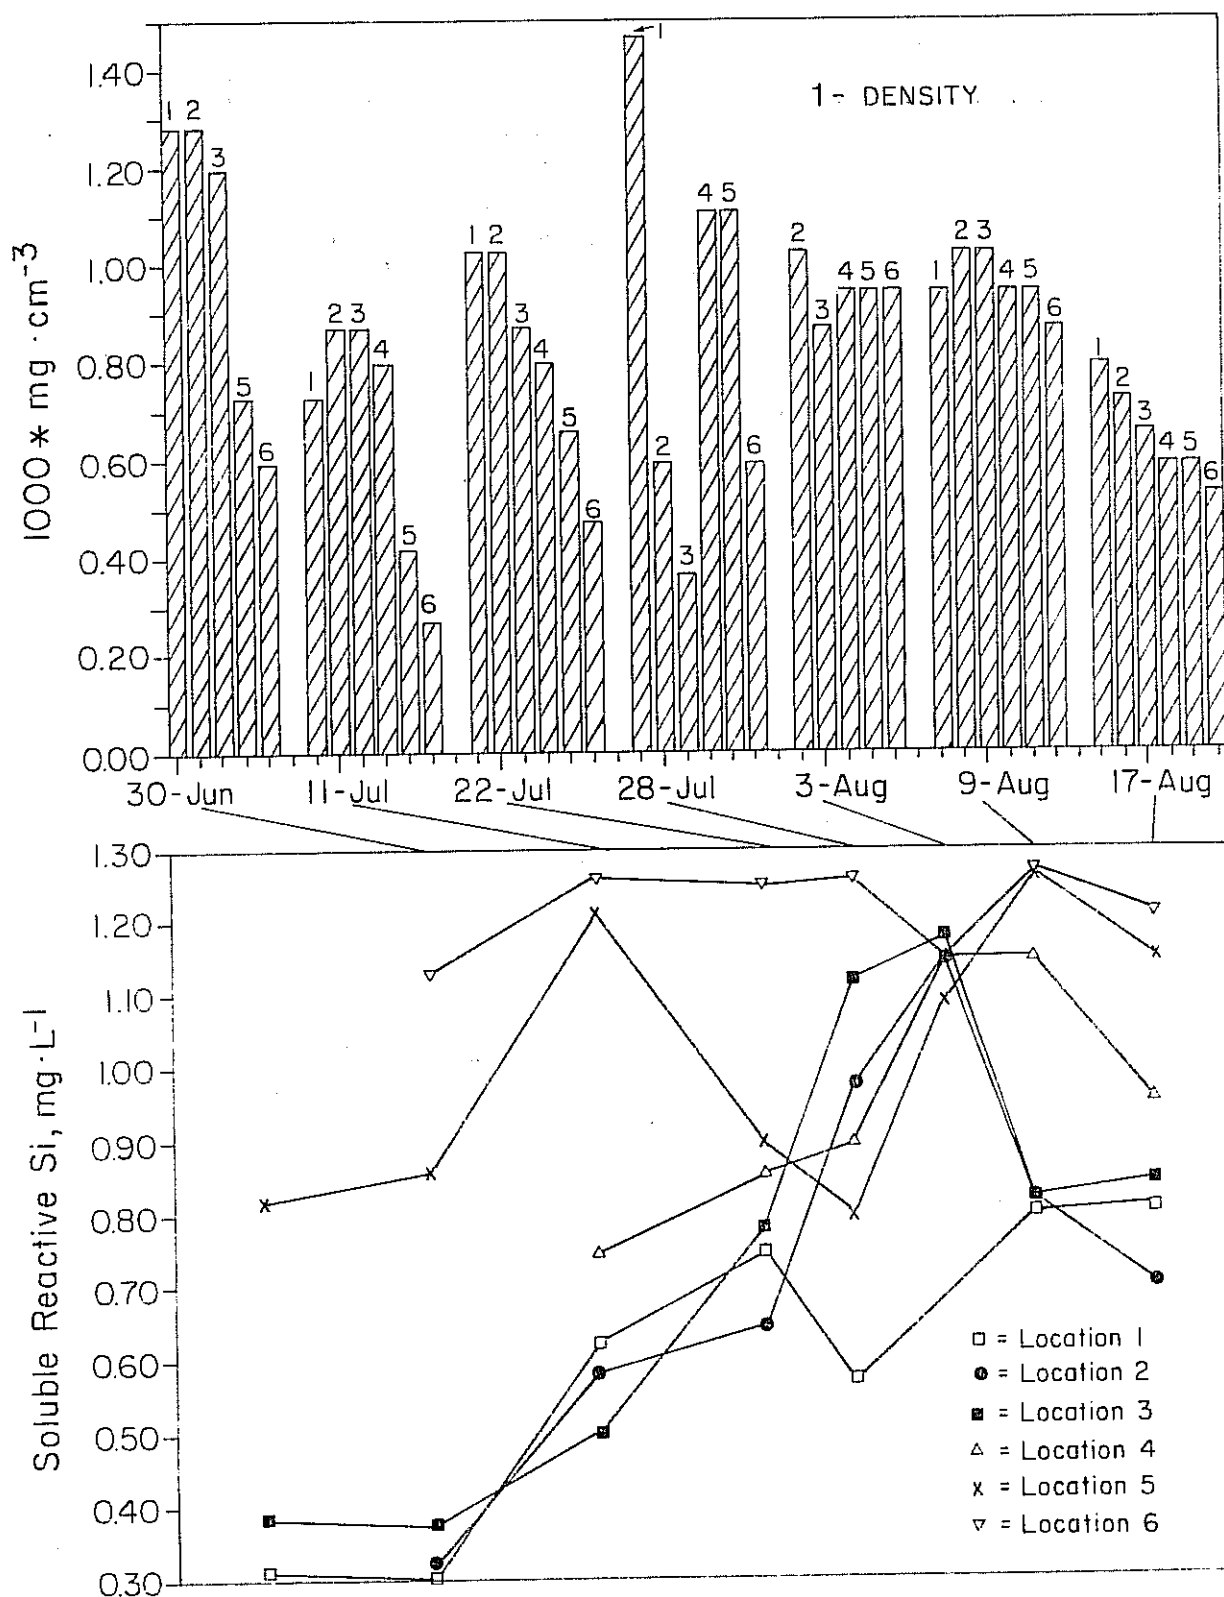 1- DENSITY
1000 * mg · cm-3
1.40
1.20
1.00
0.80
0.60
0.40
0.20
0.00
1 2 3 5 6
1 2 3 4 5 6
1 2 3 4 5 6
1 2 3 4 5 6
2 3 4 5 6
1 2 3 4 5 6
1 2 3 4 5 6
30-Jun 11-Jul 22-Jul 28-Jul 3-Aug 9-Aug 17-Aug
Soluble Reactive Si, mg · L-1
1.30
1.20
1.10
1.00
0.90
0.80
0.70
0.60
0.50
0.40
0.30
= Location 1
= Location 2
= Location 3
= Location 4
= Location 5
= Location 6